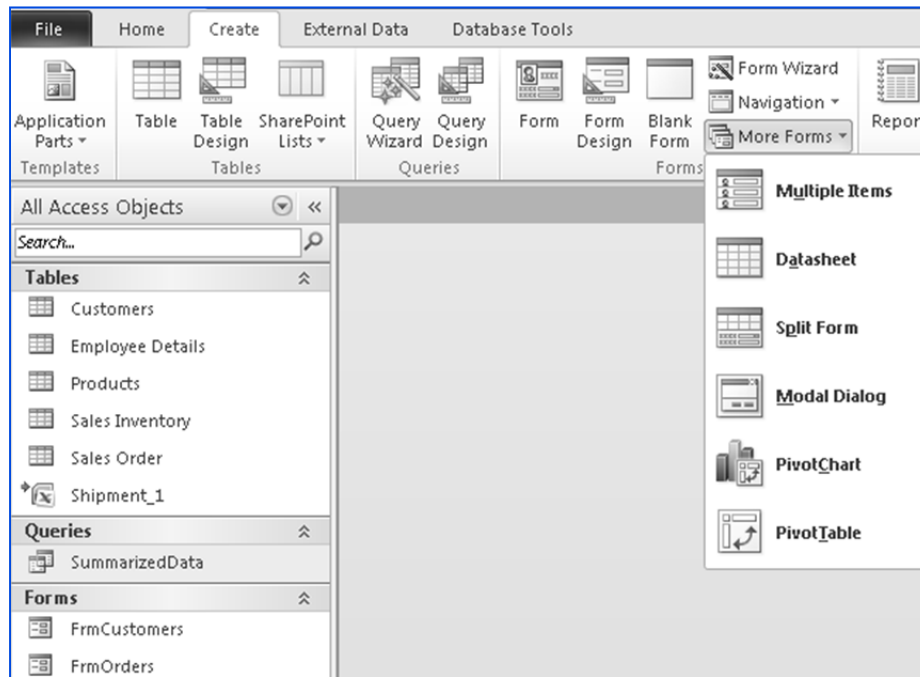 File Home Create External Data Database Tools
Application Parts
Table
Table Design
SharePoint Lists
Query Wizard
Query Design
Form
Form Design
Blank Form
Form Wizard
Navigation
More Forms
Repor
Templates Tables Queries Forms
Multiple Items
Datasheet
Split Form
Modal Dialog
PivotChart
PivotTable
All Access Objects
Search...
Tables
Customers
Employee Details
Products
Sales Inventory
Sales Order
Shipment_1
Queries
SummarizedData
Forms
FrmCustomers
FrmOrders